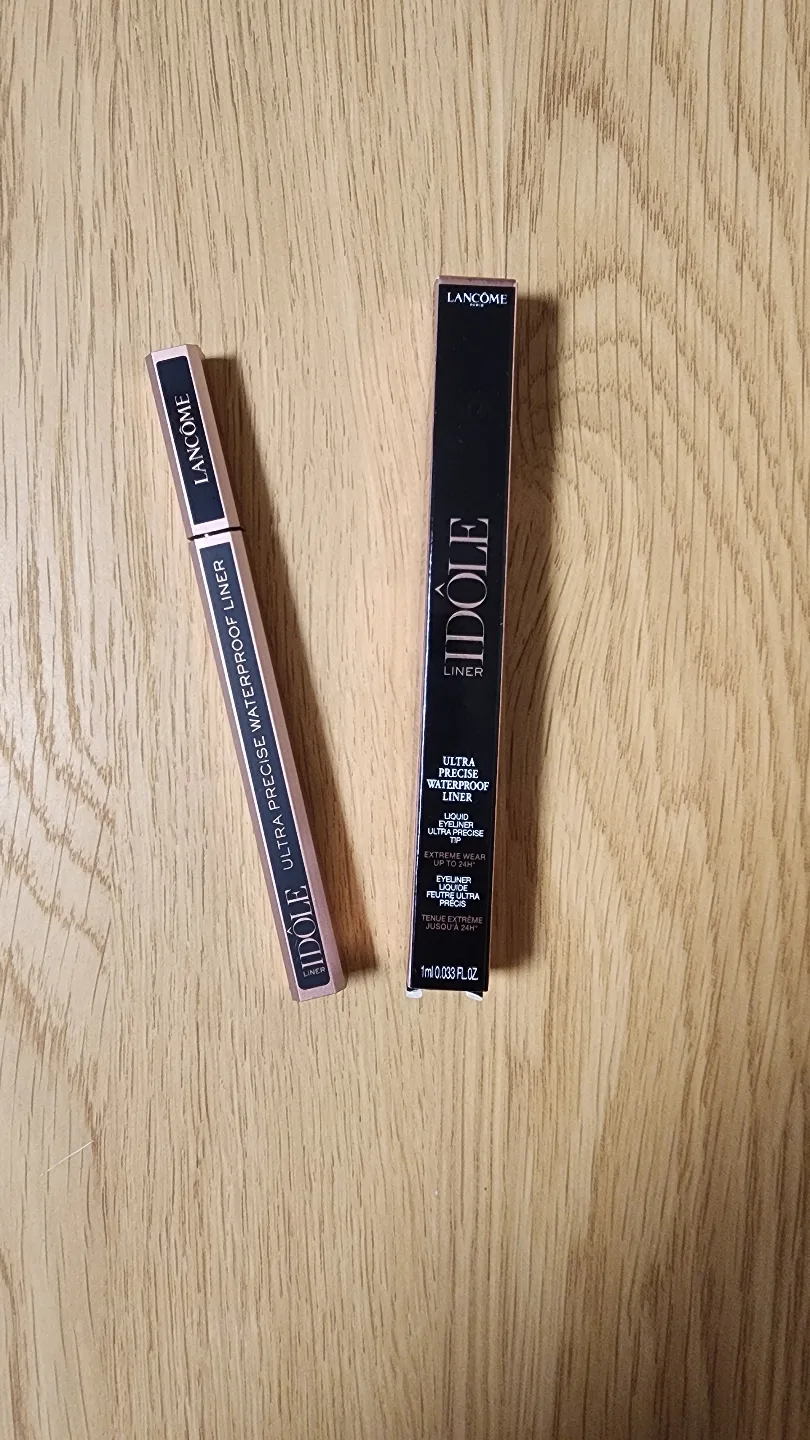 LANCÔME
ULTRA PRECISE WATERPROOF LINER
IDÔLE
LINER
LANCÔME
PARIS
IDÔLE
LINER
ULTRA
PRECISE
WATERPROOF
LINER
LIQUID
EYELINER
ULTRA PRECISE
TIP
EXTREME WEAR
UP TO 24H*
EYELINER
LIQUIDE
FEUTRE ULTRA
PRÉCIS
TENUE EXTRÊME
JUSQU'À 24H*
1ml 0.033 FL.OZ.